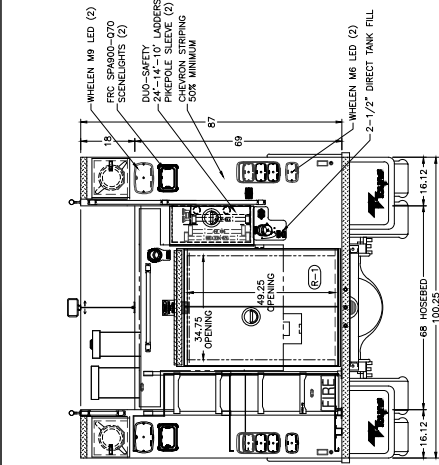 WHELEN M9 LED (2)
FRC SPA900-Q70
SCENELIGHTS (2)
DUO-SAFETY
24'-14'-10' LADDERS
PIKEPOLE SLEEVE (2)
CHEVRON STRIPING
50% MINIMUM
WHELEN M6 LED (2)
2-1/2" DIRECT TANK FILL
18
69
87
34.75
OPENING
49.25
OPENING
R-1
FIRE
16.12
68 HOSEBED
16.12
100.25